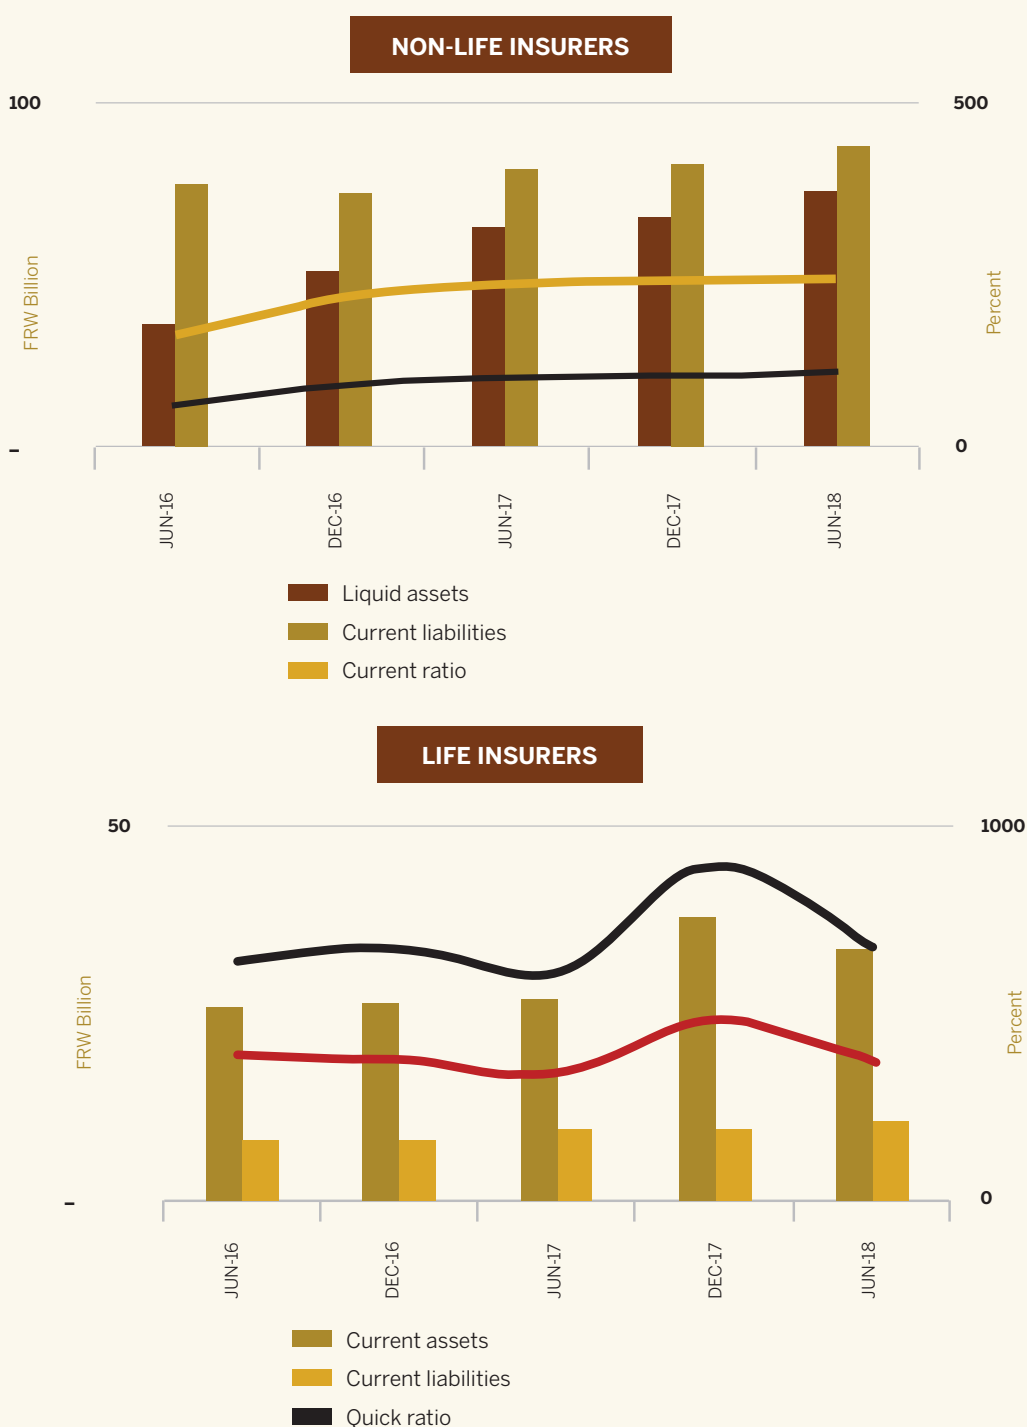 NON-LIFE INSURERS
100
500
FRW Billion
Percent
–
0
JUN-16
DEC-16
JUN-17
DEC-17
JUN-18
Liquid assets
Current liabilities
Current ratio
LIFE INSURERS
50
1000
FRW Billion
Percent
–
0
JUN-16
DEC-16
JUN-17
DEC-17
JUN-18
Current assets
Current liabilities
Quick ratio